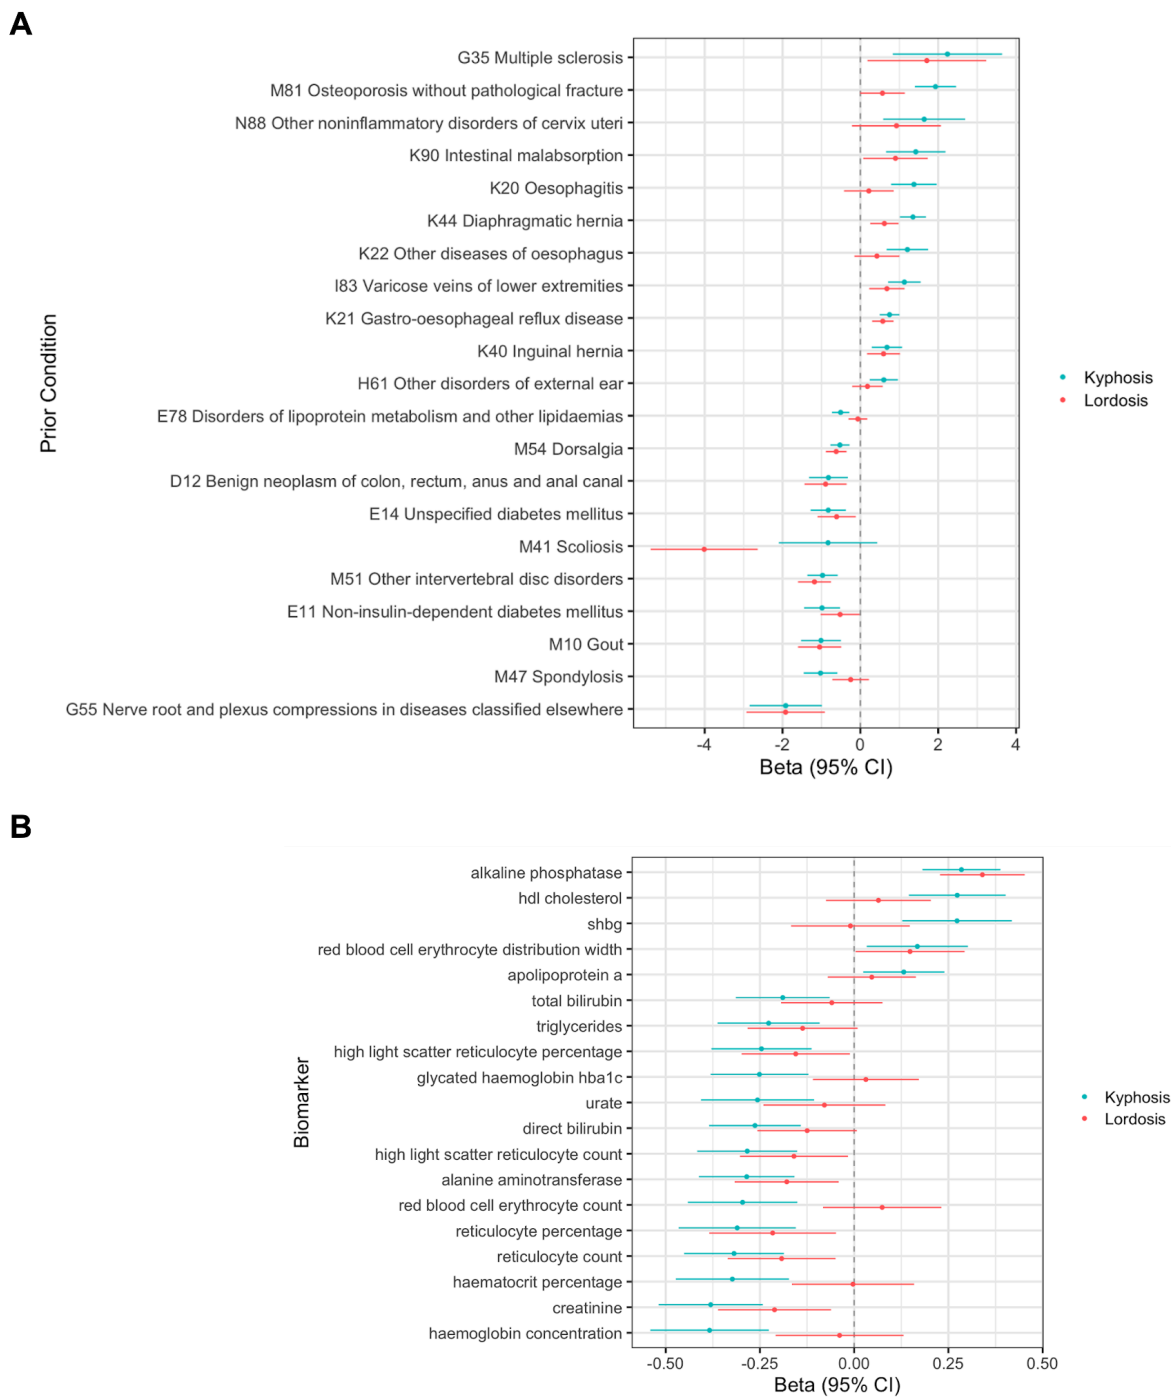 A
G35 Multiple sclerosis
M81 Osteoporosis without pathological fracture
N88 Other noninflammatory disorders of cervix uteri
K90 Intestinal malabsorption
K20 Oesophagitis
K44 Diaphragmatic hernia
K22 Other diseases of oesophagus
I83 Varicose veins of lower extremities
K21 Gastro-oesophageal reflux disease
K40 Inguinal hernia
H61 Other disorders of external ear
E78 Disorders of lipoprotein metabolism and other lipidaemias
M54 Dorsalgia
D12 Benign neoplasm of colon, rectum, anus and anal canal
E14 Unspecified diabetes mellitus
M41 Scoliosis
M51 Other intervertebral disc disorders
E11 Non-insulin-dependent diabetes mellitus
M10 Gout
M47 Spondylosis
G55 Nerve root and plexus compressions in diseases classified elsewhere
Prior Condition
-4 -2 0 2 4
Beta (95% CI)
Kyphosis
Lordosis
B
alkaline phosphatase
hdl cholesterol
shbg
red blood cell erythrocyte distribution width
apolipoprotein a
total bilirubin
triglycerides
high light scatter reticulocyte percentage
glycated haemoglobin hba1c
urate
direct bilirubin
high light scatter reticulocyte count
alanine aminotransferase
red blood cell erythrocyte count
reticulocyte percentage
reticulocyte count
haematocrit percentage
creatinine
haemoglobin concentration
Biomarker
-0.50 -0.25 0.00 0.25 0.50
Beta (95% CI)
Kyphosis
Lordosis